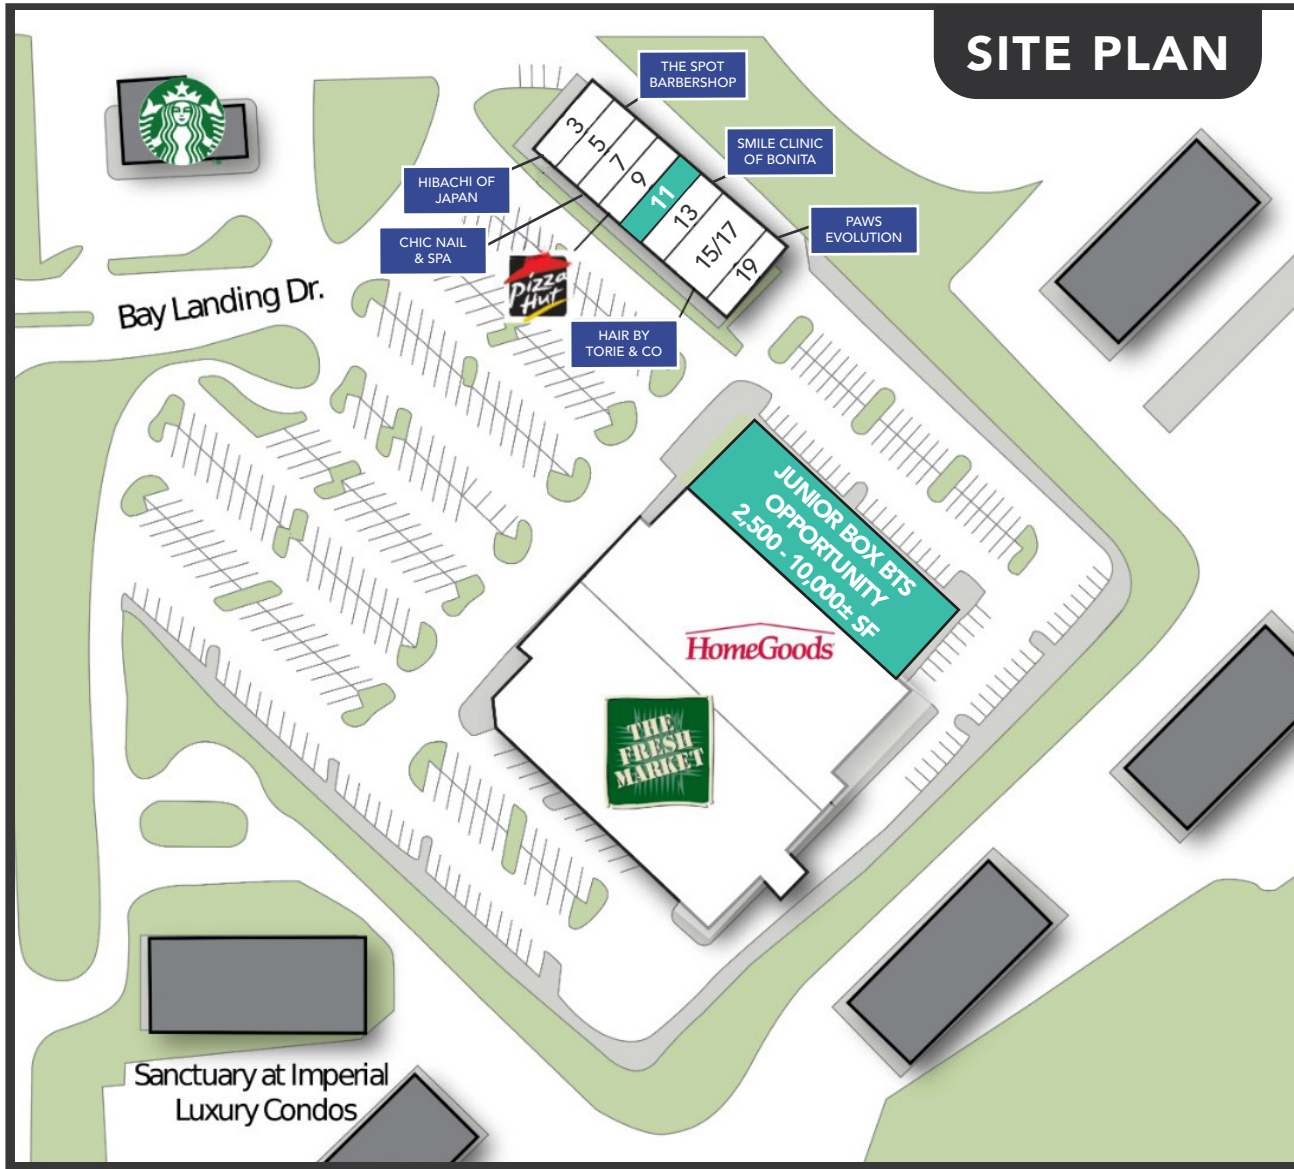 SITE PLAN
THE SPOT
BARBERSHOP
SMILE CLINIC
OF BONITA
HIBACHI OF
JAPAN
PAWS
EVOLUTION
CHIC NAIL
& SPA
3
5
7
9
11
13
15/17
19
Pizza
Hut
HAIR BY
TORIE & CO
Bay Landing Dr.
JUNIOR BOX BTS
OPPORTUNITY
2,500 - 10,000± SF
HomeGoods
THE
FRESH
MARKET
Sanctuary at Imperial
Luxury Condos